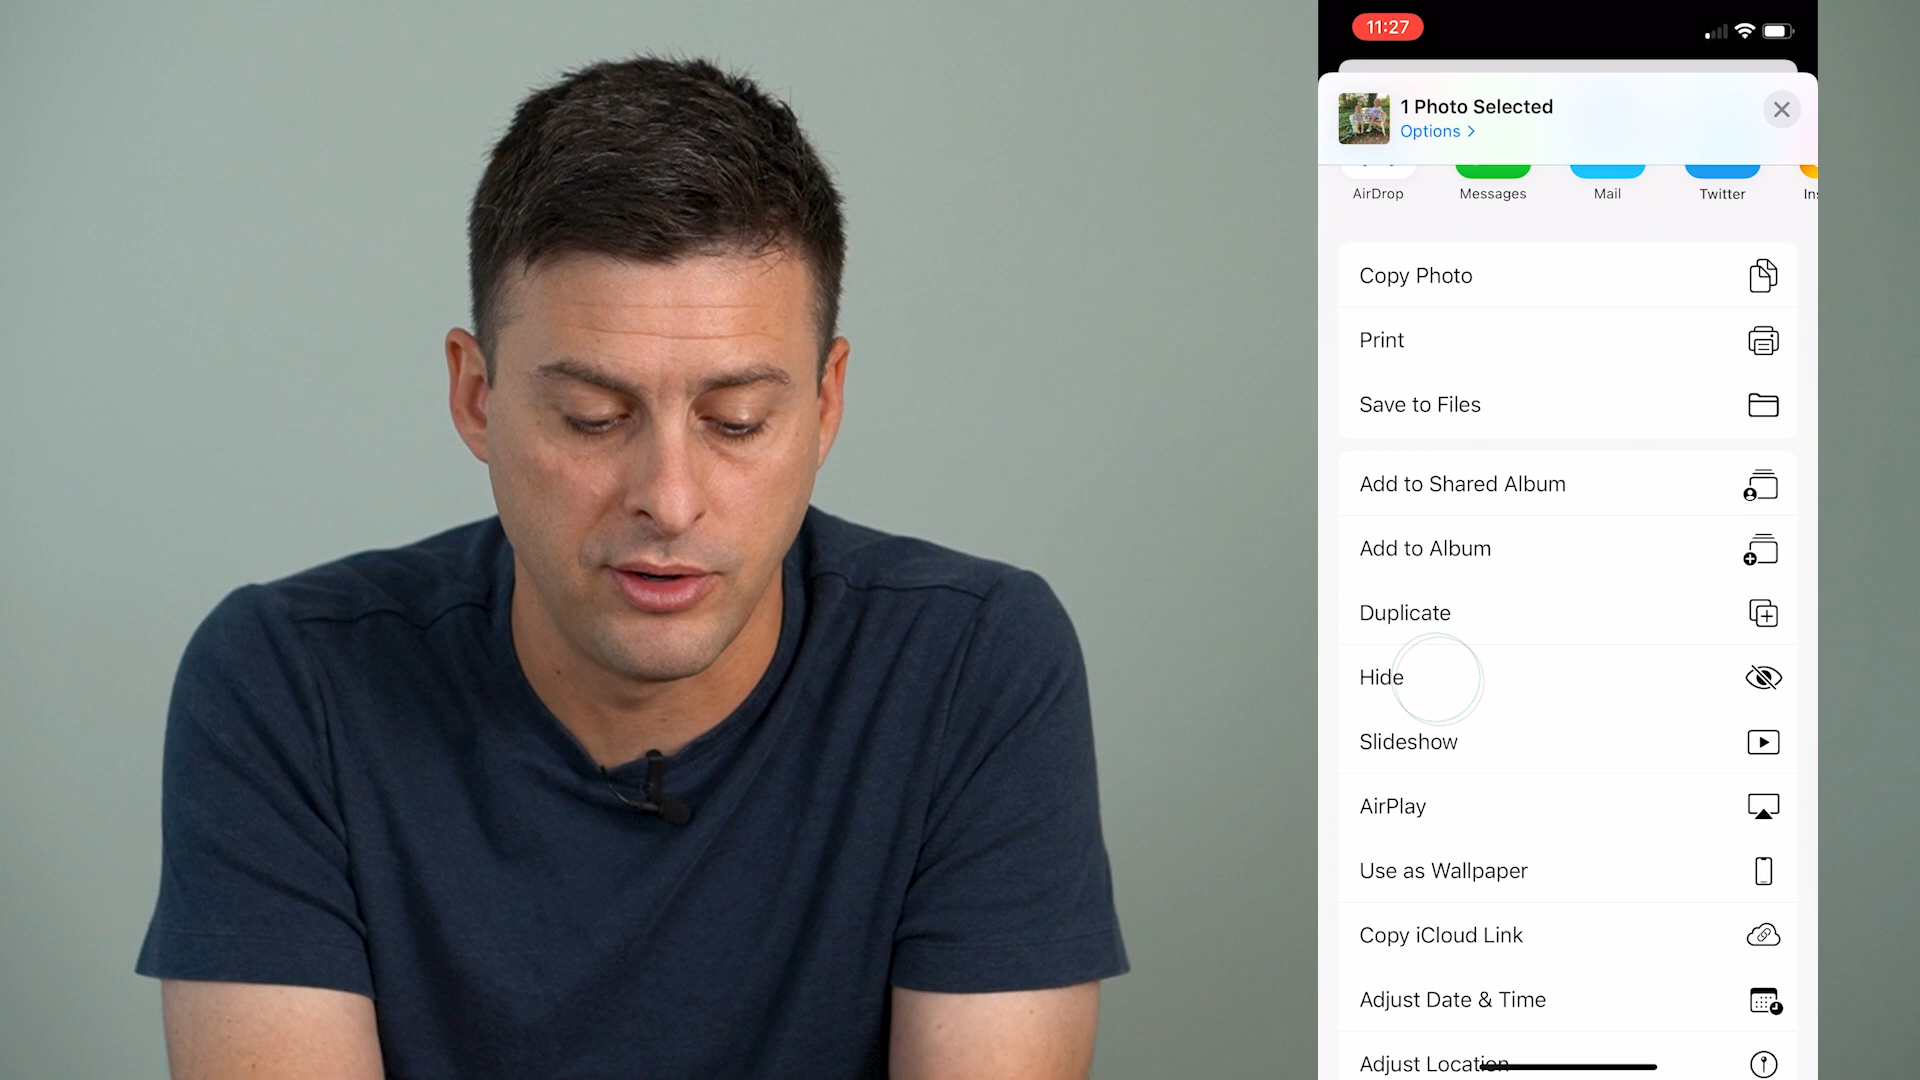 11:27
1 Photo Selected
Options >
AirDrop
Messages
Mail
Twitter
Ins
Copy Photo
Print
Save to Files
Add to Shared Album
Add to Album
Duplicate
Hide
Slideshow
AirPlay
Use as Wallpaper
Copy iCloud Link
Adjust Date & Time
Adjust Location